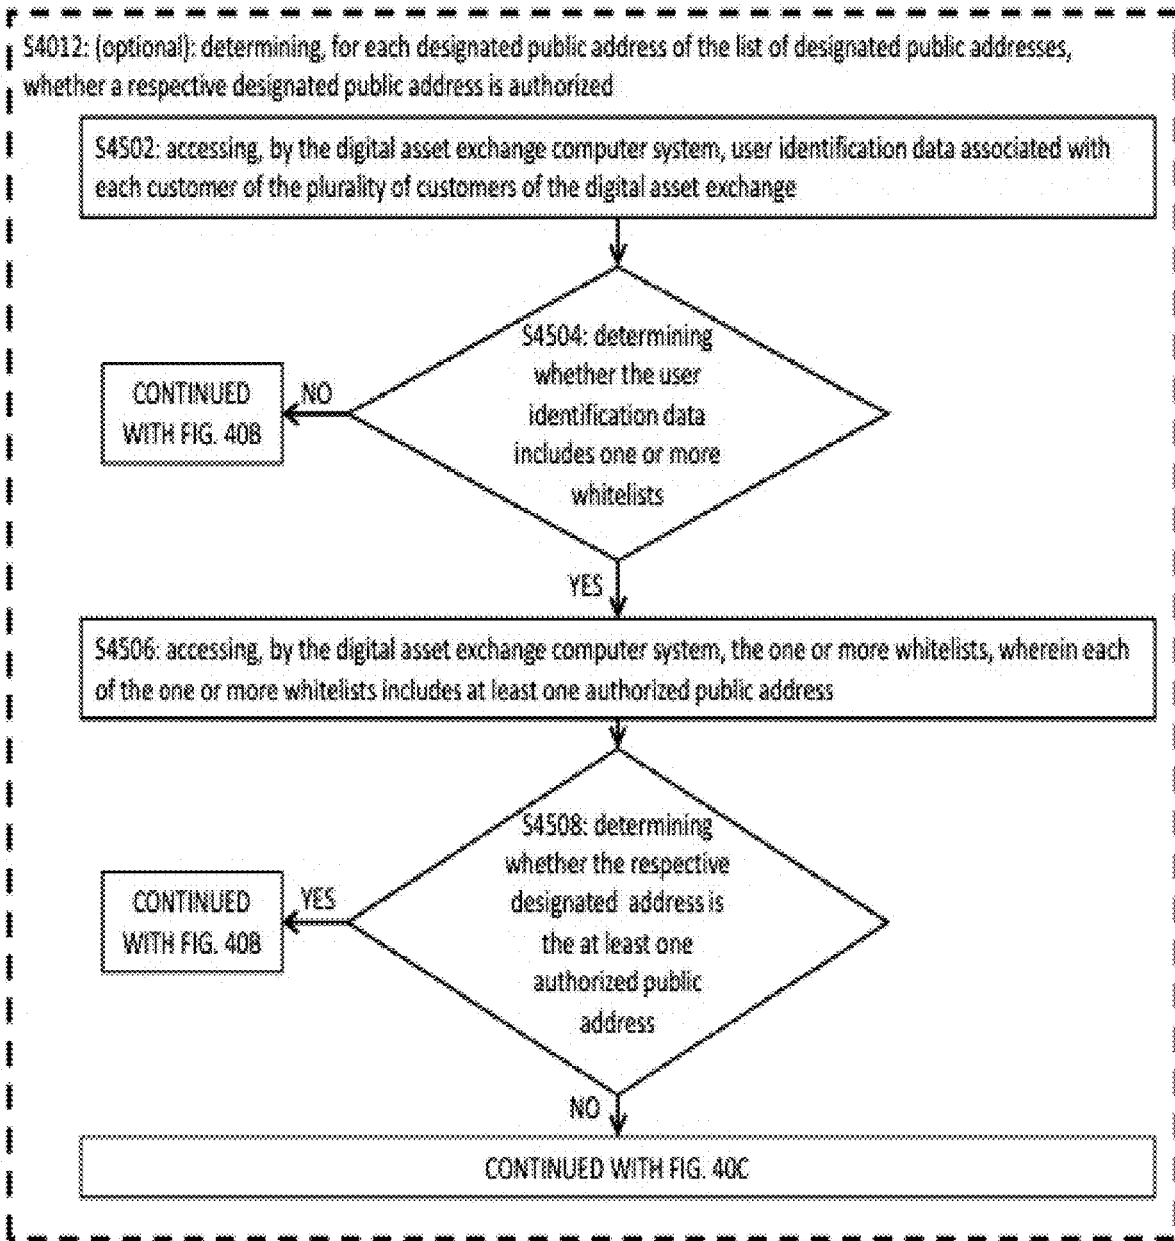 S4012: (optional): determining, for each designated public address of the list of designated public addresses,
whether a respective designated public address is authorized
S4502: accessing, by the digital asset exchange computer system, user identification data associated with
each customer of the plurality of customers of the digital asset exchange
S4504: determining
whether the user
identification data
includes one or more
whitelists
NO
CONTINUED
WITH FIG. 40B
YES
S4506: accessing, by the digital asset exchange computer system, the one or more whitelists, wherein each
of the one or more whitelists includes at least one authorized public address
S4508: determining
whether the respective
designated address is
the at least one
authorized public
address
YES
CONTINUED
WITH FIG. 40B
NO
CONTINUED WITH FIG. 40C